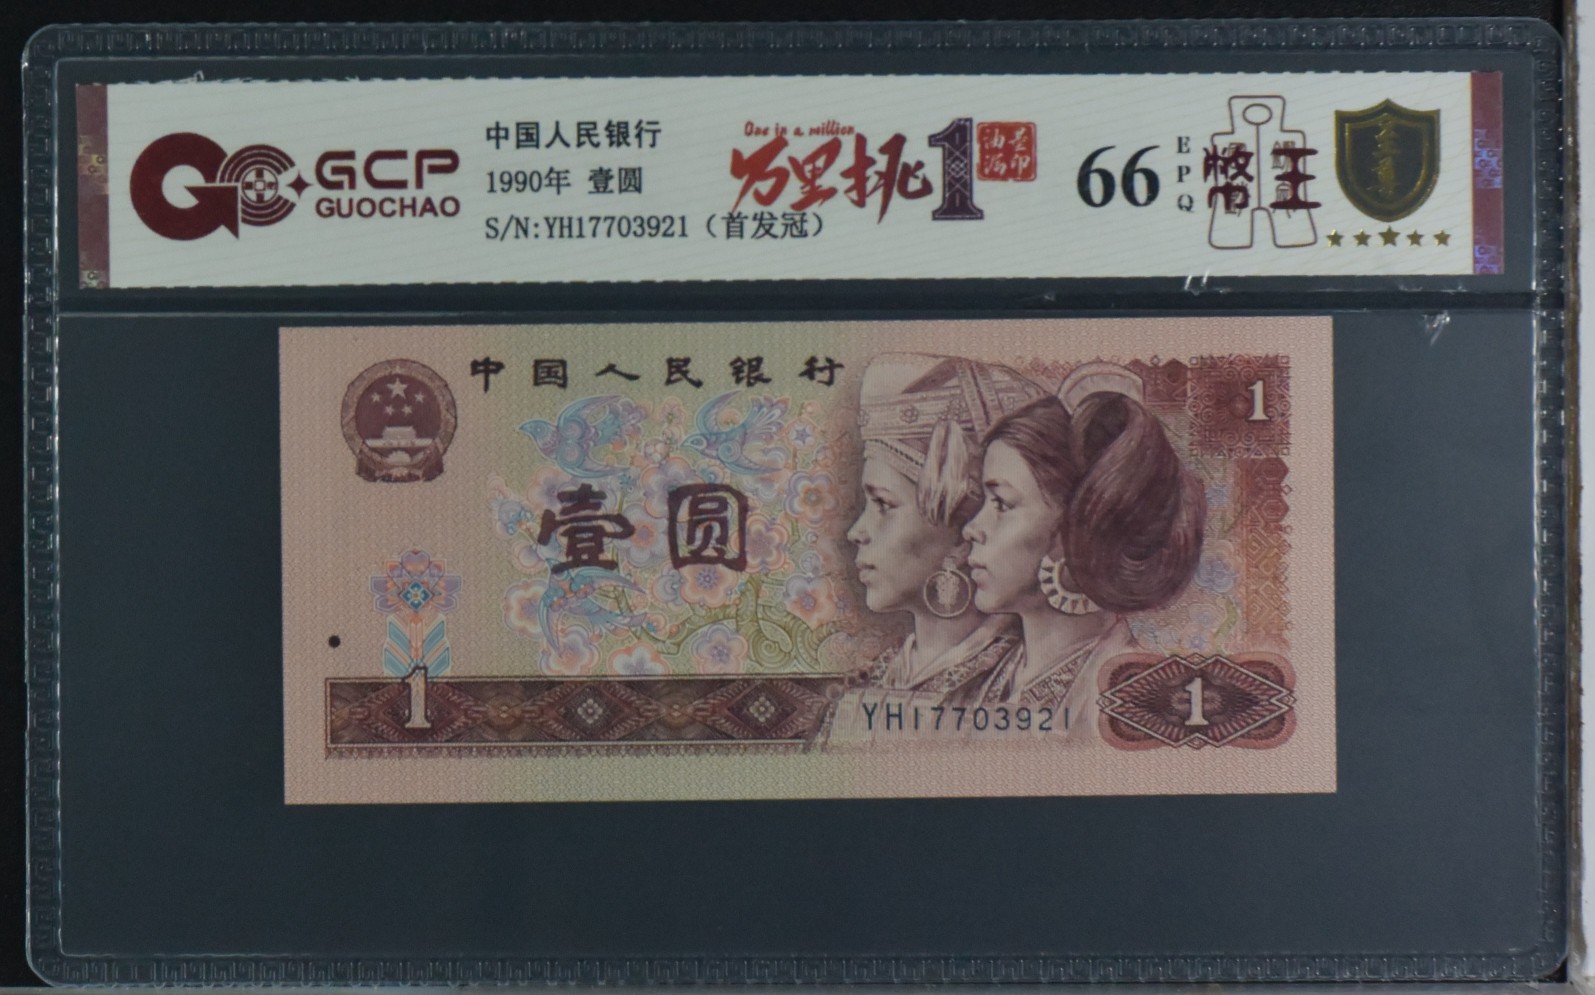 GCP
GUOCHAO
中国人民银行
1990年 壹圆
S/N:YH17703921（首发冠）
One in a million
万里挑1
66
EPQ
幣王
中国人民银行
1
壹圆
1
YH17703921
1